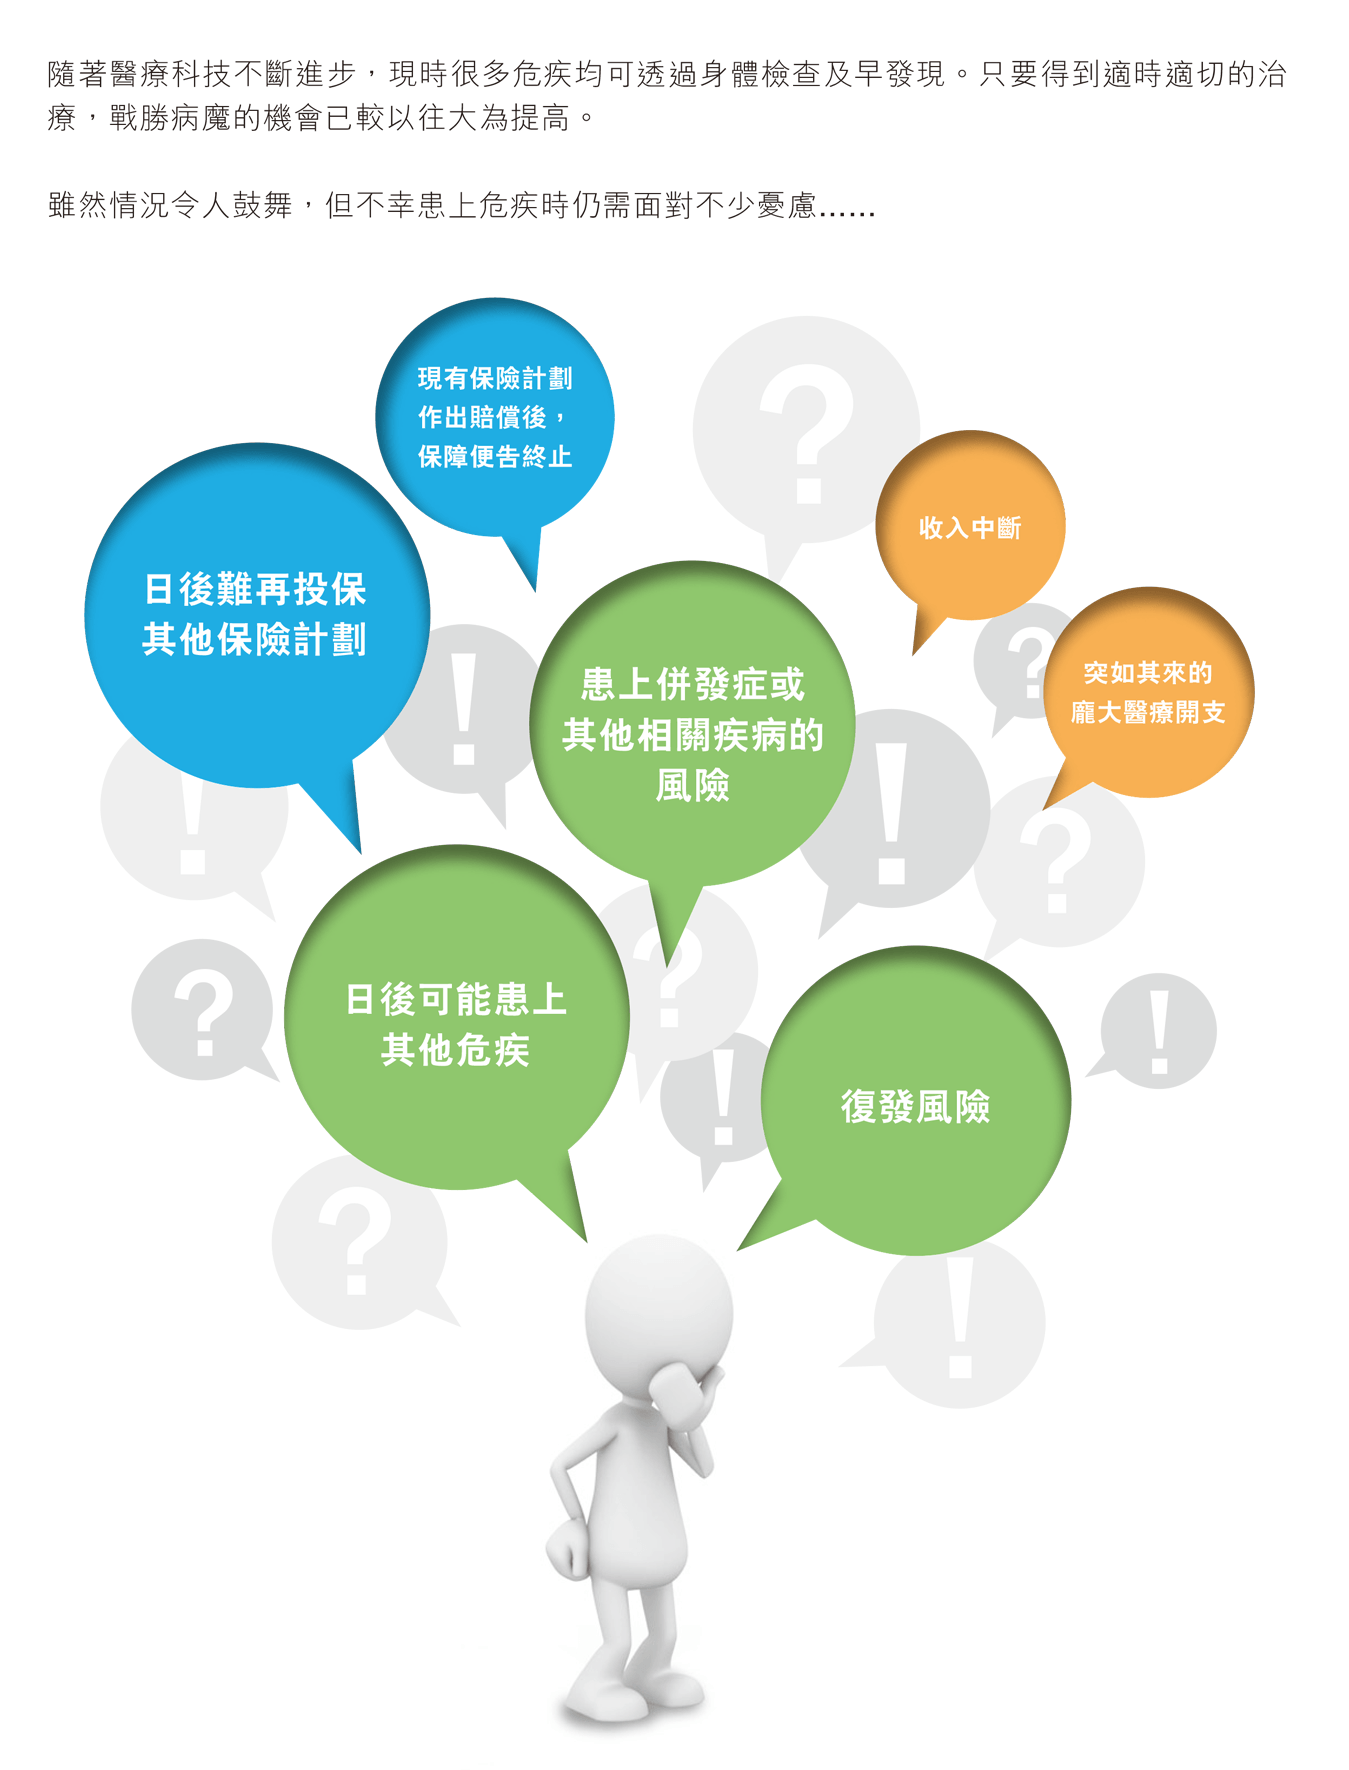 隨著醫療科技不斷進步，現時很多危疾均可透過身體檢查及早發現。只要得到適時適切的治
療，戰勝病魔的機會已較以往大為提高。
雖然情況令人鼓舞，但不幸患上危疾時仍需面對不少憂慮......
現有保險計劃
作出賠償後，
保障便告終止
?
收入中斷
日後難再投保
其他保險計劃
!
患上併發症或
其他相關疾病的
風險
?
突如其來的
龐大醫療開支
!
!
?
?
日後可能患上
其他危疾
?
!
復發風險
!
?
!